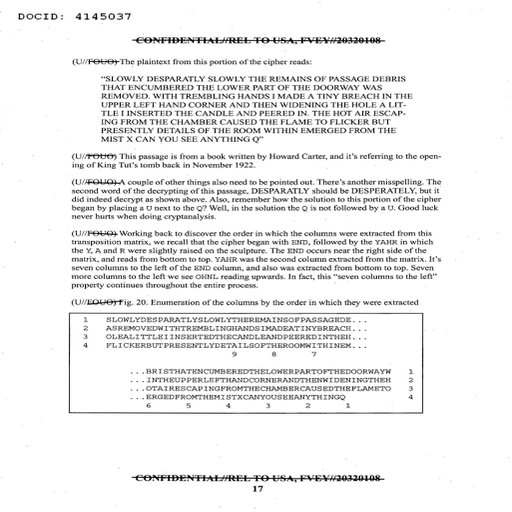 DOCID: 4145037
CONFIDENTIAL//REL TO USA, FVEY//20320108
(U//FOUO) The plaintext from this portion of the cipher reads:
"SLOWLY DESPARATLY SLOWLY THE REMAINS OF PASSAGE DEBRIS
THAT ENCUMBERED THE LOWER PART OF THE DOORWAY WAS
REMOVED. WITH TREMBLING HANDS I MADE A TINY BREACH IN THE
UPPER LEFT HAND CORNER AND THEN WIDENING THE HOLE A LIT-
TLE I INSERTED THE CANDLE AND PEERED IN. THE HOT AIR ESCAP-
ING FROM THE CHAMBER CAUSED THE FLAME TO FLICKER BUT
PRESENTLY DETAILS OF THE ROOM WITHIN EMERGED FROM THE
MIST X CAN YOU SEE ANYTHING Q"
(U//FOUO) This passage is from a book written by Howard Carter, and it's referring to the open-
ing of King Tut's tomb back in November 1922.
(U//FOUO) A couple of other things also need to be pointed out. There's another misspelling. The
second word of the decrypting of this passage, DESPARATLY should be DESPERATELY, but it
did indeed decrypt as shown above. Also, remember how the solution to this portion of the cipher
began by placing a U next to the Q? Well, in the solution the Q is not followed by a U. Good luck
never hurts when doing cryptanalysis.
(U//FOUO) Working back to discover the order in which the columns were extracted from this
transposition matrix, we recall that the cipher began with END, followed by the YAHR in which
the Y, A and R were slightly raised on the sculpture. The END occurs near the right side of the
matrix, and reads from bottom to top. YAHR was the second column extracted from the matrix. It's
seven columns to the left of the END column, and also was extracted from bottom to top. Seven
more columns to the left we see OHNL reading upwards. In fact, this "seven columns to the left"
property continues throughout the entire process.
(U//FOUO) Fig. 20. Enumeration of the columns by the order in which they were extracted
1 SLOWLYDESPARATLYSLOWLYTHEREMAINSOFPASSAGEDE...
2 ASREMOVEDWITHTREMBLINGHANDSIMADEATINYBREACH...
3 OLEALITTLEIINSERTEDTHECANDLEANDPEEREDINTHEH...
4 FLICKERBUTPRESENTLYDETAILSOFTHEROOMWITHINEM...
9 8 7
...BRISTHATENCUMBEREDTHELOWERPARTOFTHEDOORWAYW 1
...INTHEUPPERLEFTHANDCORNERANDTHENWIDENINGTHEH 2
...OTAIRESCAPINGFROMTHECHAMBERCAUSEDTHEFLAMETO 3
...ERGEDFROMTHEMISTXCANYOUSEEANYTHINGQ 4
6 5 4 3 2 1
CONFIDENTIAL//REL TO USA, FVEY//20320108
17